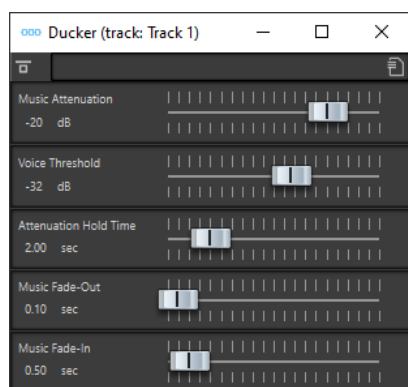 Ducker (track: Track 1)
Music Attenuation
-20 dB
Voice Threshold
-32 dB
Attenuation Hold Time
2.00 sec
Music Fade-Out
0.10 sec
Music Fade-In
0.50 sec